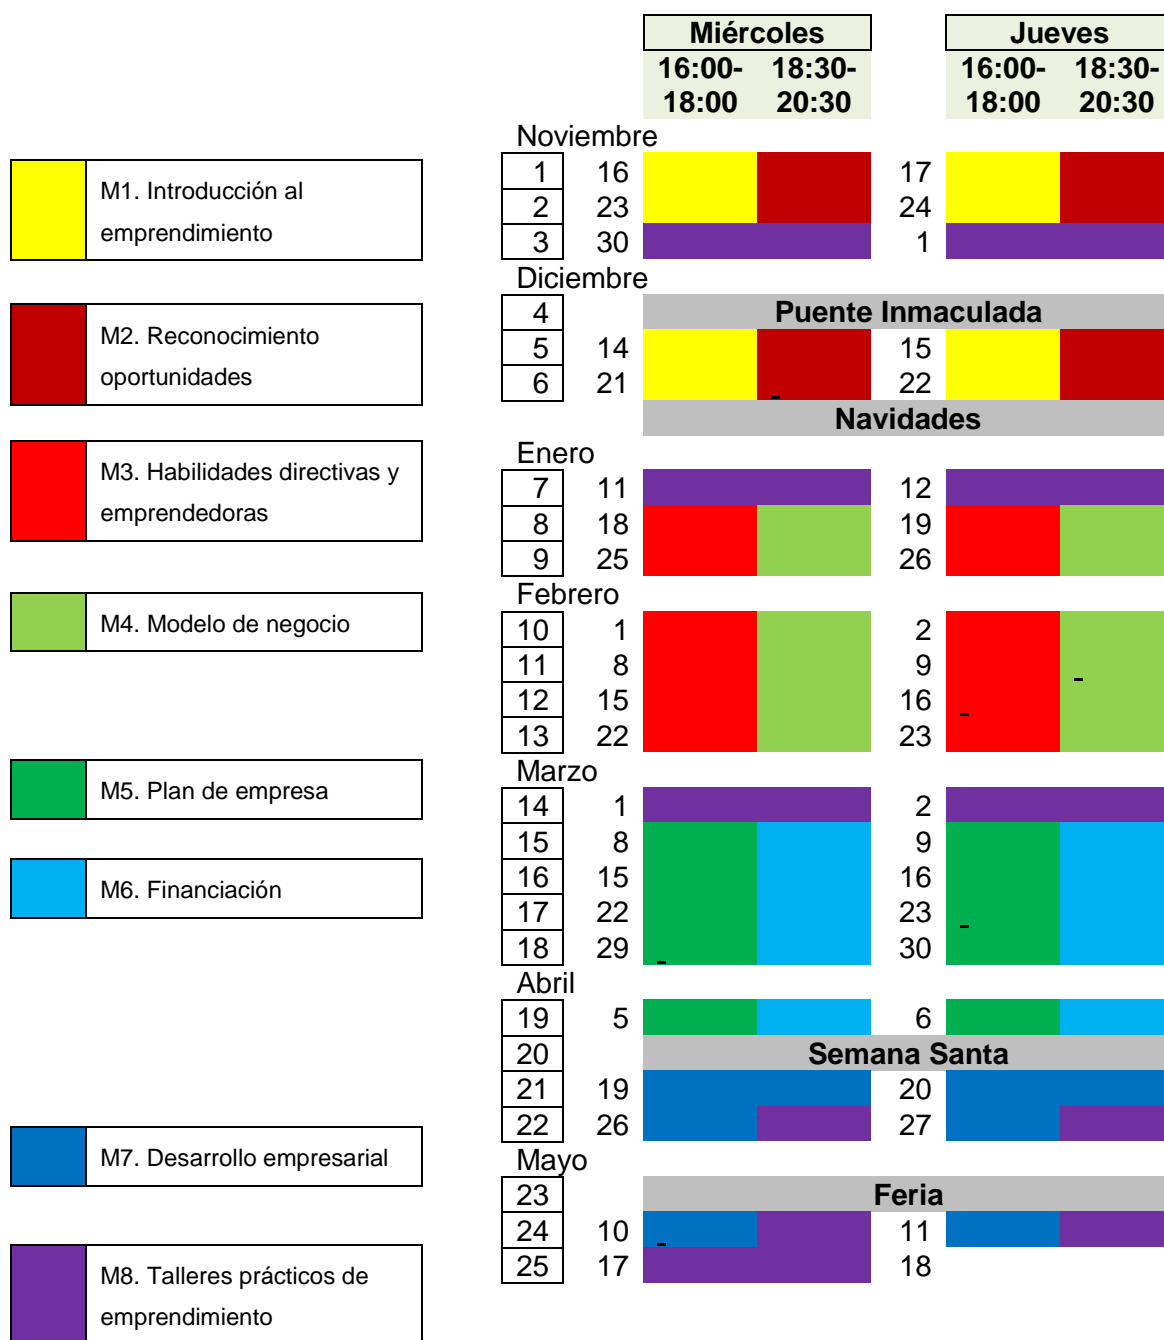 Miércoles Jueves
16:00- 18:30- 16:00- 18:30-
18:00 20:30 18:00 20:30
Noviembre
1 16 17
2 23 24
3 30 1
Diciembre
4 Puente Inmaculada
5 14 15
6 21 22
Navidades
Enero
7 11 12
8 18 19
9 25 26
Febrero
10 1 2
11 8 9
12 15 16
13 22 23
Marzo
14 1 2
15 8 9
16 15 16
17 22 23
18 29 30
Abril
19 5 6
20 Semana Santa
21 19 20
22 26 27
Mayo
23 Feria
24 10 11
25 17 18
M1. Introducción al
emprendimiento
M2. Reconocimiento
oportunidades
M3. Habilidades directivas y
emprendedoras
M4. Modelo de negocio
M5. Plan de empresa
M6. Financiación
M7. Desarrollo empresarial
M8. Talleres prácticos de
emprendimiento